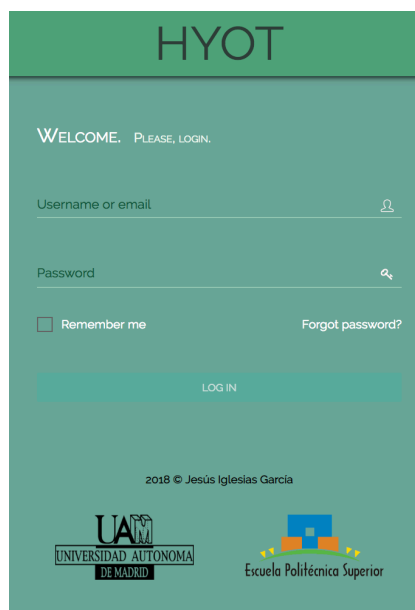 HYOT
WELCOME. PLEASE, LOGIN.
Username or email
Password
Remember me Forgot password?
LOG IN
2018 © Jesús Iglesias García
UAM
UNIVERSIDAD AUTONOMA
DE MADRID
Escuela Politécnica Superior